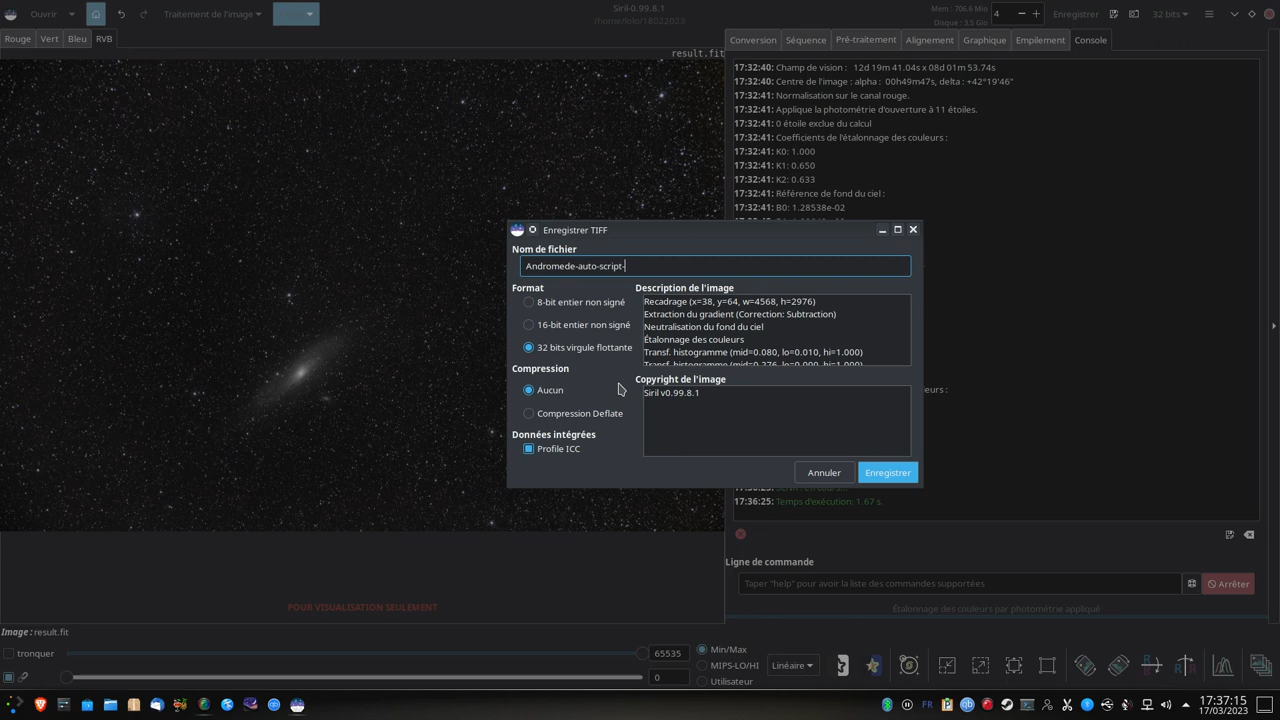 Ouvrir
Traitement de l'image
Siril-0.99.8.1
/home/lolo/18022023
Mem : 706.6 Mio
Disque : 3.5 Gio
4
Enregistrer
32 bits
Rouge
Vert
Bleu
RVB
Conversion
Séquence
Pré-traitement
Alignement
Graphique
Empilement
Console
result.fit
17:32:40: Champ de vision : 12d 19m 41.04s x 08d 01m 53.74s
17:32:40: Centre de l'image : alpha : 00h49m47s, delta : +42°19'46"
17:32:41: Normalisation sur le canal rouge.
17:32:41: Applique la photométrie d'ouverture à 11 étoiles.
17:32:41: 0 étoile exclue du calcul
17:32:41: Coefficients de l'étalonnage des couleurs :
17:32:41: K0: 1.000
17:32:41: K1: 0.650
17:32:41: K2: 0.633
17:32:41: Référence de fond du ciel :
17:32:41: B0: 1.28538e-02
Enregistrer TIFF
Nom de fichier
Andromede-auto-script-
Format
8-bit entier non signé
16-bit entier non signé
32 bits virgule flottante
Compression
Aucun
Compression Deflate
Données intégrées
Profile ICC
Description de l'image
Recadrage (x=38, y=64, w=4568, h=2976)
Extraction du gradient (Correction: Subtraction)
Neutralisation du fond du ciel
Étalonnage des couleurs
Transf. histogramme (mid=0.080, lo=0.010, hi=1.000)
Transf. histogramme (mid=0.276, lo=0.000, hi=1.000)
Copyright de l'image
Siril v0.99.8.1
Annuler
Enregistrer
eurs :
17:36:25: Temps d'exécution: 1.67 s.
Ligne de commande
Taper "help" pour avoir la liste des commandes supportées
Arrêter
POUR VISUALISATION SEULEMENT
Étalonnage des couleurs par photométrie appliqué
Image : result.fit
tronquer
65535
0
Min/Max
MIPS-LO/HI
Utilisateur
Linéaire
FR
17:37:15
17/03/2023